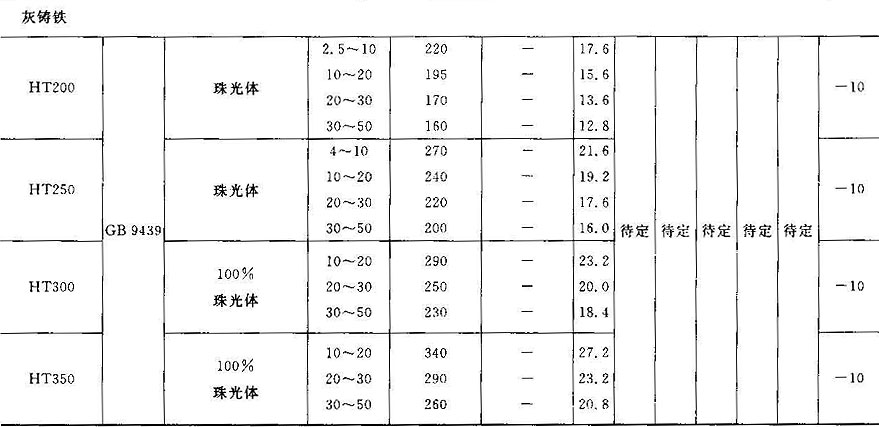 灰铸铁
2.5～10 220 — 17.6
HT200 珠光体 10～20 195 — 15.6 —10
20～30 170 — 13.6
30～50 160 — 12.8
4～10 270 — 21.6
HT250 珠光体 10～20 240 — 19.2 —10
20～30 220 — 17.6
GB 9439 30～50 200 — 16.0 待定 待定 待定 待定 待定
10～20 290 — 23.2
HT300 100% 珠光体 20～30 250 — 20.0 —10
30～50 230 — 18.4
10～20 340 — 27.2
HT350 100% 珠光体 20～30 290 — 23.2 —10
30～50 260 — 20.8